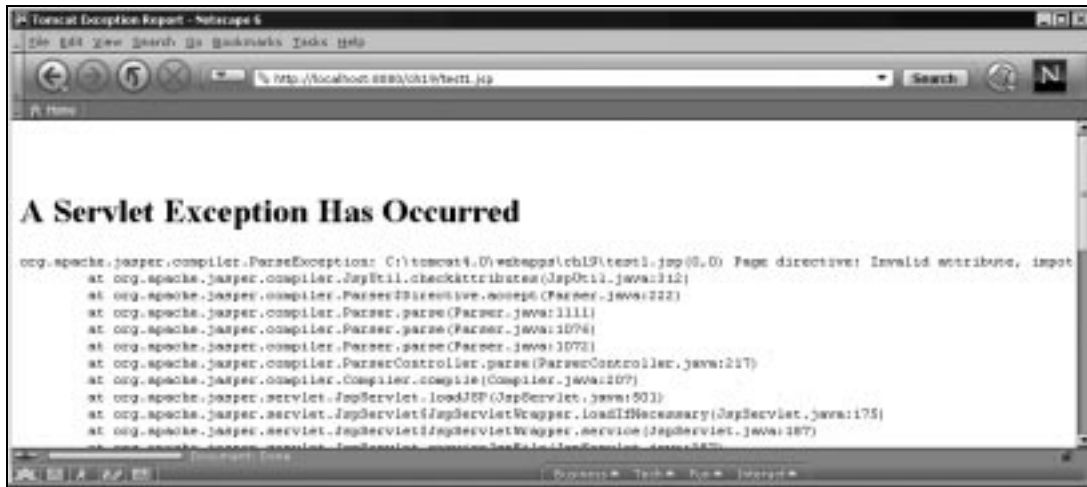 Tomcat Exception Report - Netscape 6
File Edit View Search Go Bookmarks Tasks Help
http://localhost:8080/ch19/test1.jsp
Search
N
Home
A Servlet Exception Has Occurred
org.apache.jasper.compiler.ParseException: C:\tomcat4.0\webapps\ch19\test1.jsp(0,0) Page directive: Invalid attribute, impot
at org.apache.jasper.compiler.JspUtil.checkAttributes(JspUtil.java:312)
at org.apache.jasper.compiler.Parser$Directive.accept(Parser.java:222)
at org.apache.jasper.compiler.Parser.parse(Parser.java:1111)
at org.apache.jasper.compiler.Parser.parse(Parser.java:1076)
at org.apache.jasper.compiler.Parser.parse(Parser.java:1072)
at org.apache.jasper.compiler.ParserController.parse(ParserController.java:217)
at org.apache.jasper.compiler.Compiler.compile(Compiler.java:207)
at org.apache.jasper.servlet.JspServlet.loadJSP(JspServlet.java:501)
at org.apache.jasper.servlet.JspServlet$JspServletWrapper.loadIfNecessary(JspServlet.java:175)
at org.apache.jasper.servlet.JspServlet$JspServletWrapper.service(JspServlet.java:187)
Document: Done
Business Tech Fun Interact